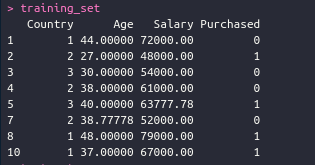 > training_set
Country Age Salary Purchased
1 1 44.00000 72000.00 0
2 2 27.00000 48000.00 1
3 3 30.00000 54000.00 0
4 2 38.00000 61000.00 0
5 3 40.00000 63777.78 1
7 2 38.77778 52000.00 0
8 1 48.00000 79000.00 1
10 1 37.00000 67000.00 1